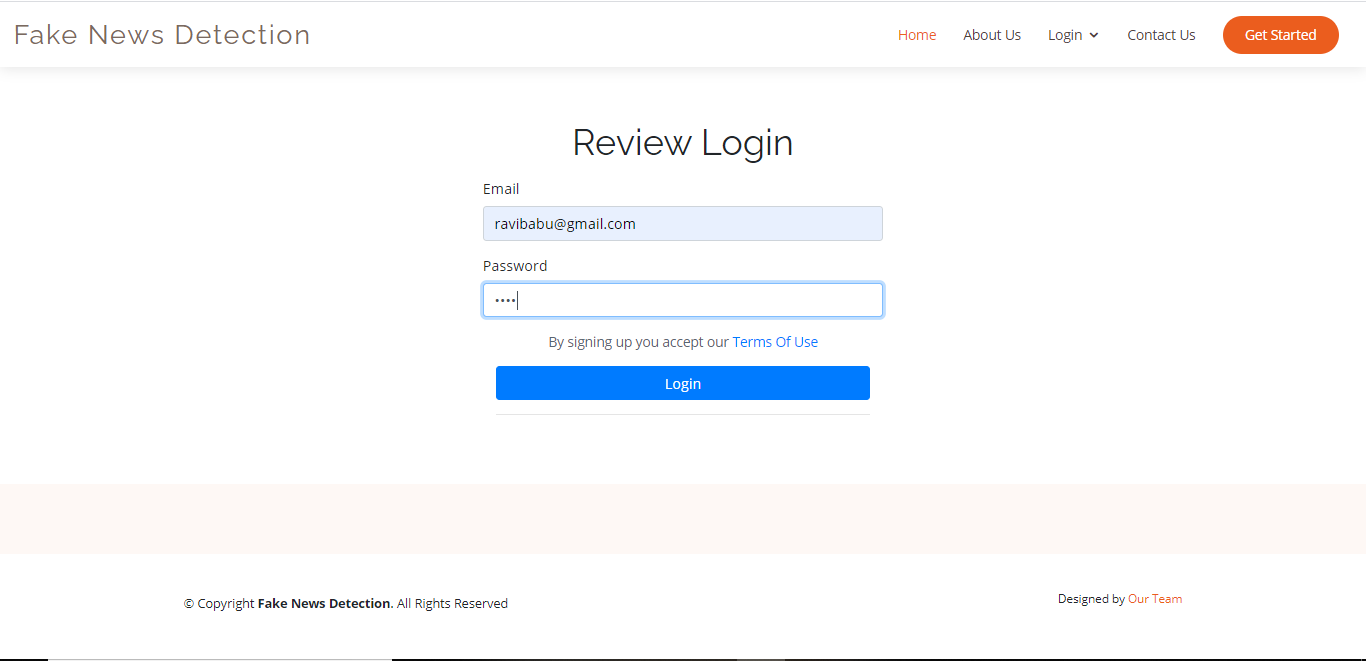 Fake News Detection
Home About Us Login Contact Us Get Started
Review Login
Email
ravibabu@gmail.com
Password
••••
By signing up you accept our Terms Of Use
Login
© Copyright Fake News Detection. All Rights Reserved
Designed by Our Team